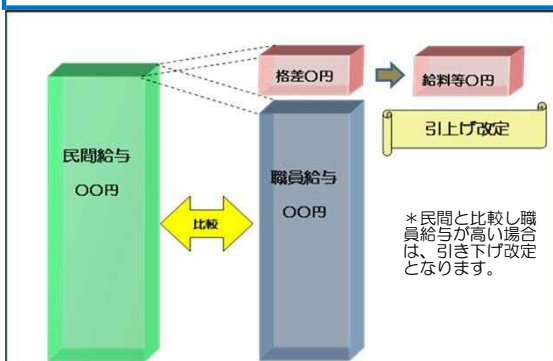 格差〇円
給料等〇円
引上げ改定
民間給与
〇〇円
職員給与
〇〇円
比較
＊民間と比較し職
員給与が高い場合
は、引き下げ改定
となります。